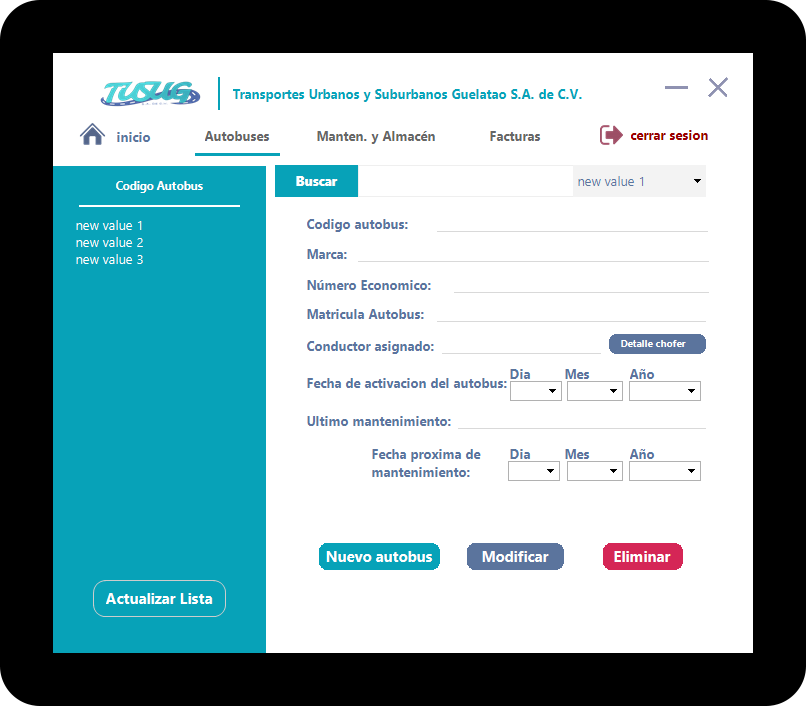 TUSUG
Transportes Urbanos y Suburbanos Guelatao S.A. de C.V.
inicio
Autobuses
Manten. y Almacén
Facturas
cerrar sesion
Codigo Autobus
new value 1
new value 2
new value 3
Actualizar Lista
Buscar
new value 1
Codigo autobus:
Marca:
Número Economico:
Matricula Autobus:
Conductor asignado:
Detalle chofer
Fecha de activacion del autobus:
Dia
Mes
Año
Ultimo mantenimiento:
Fecha proxima de
mantenimiento:
Dia
Mes
Año
Nuevo autobus
Modificar
Eliminar